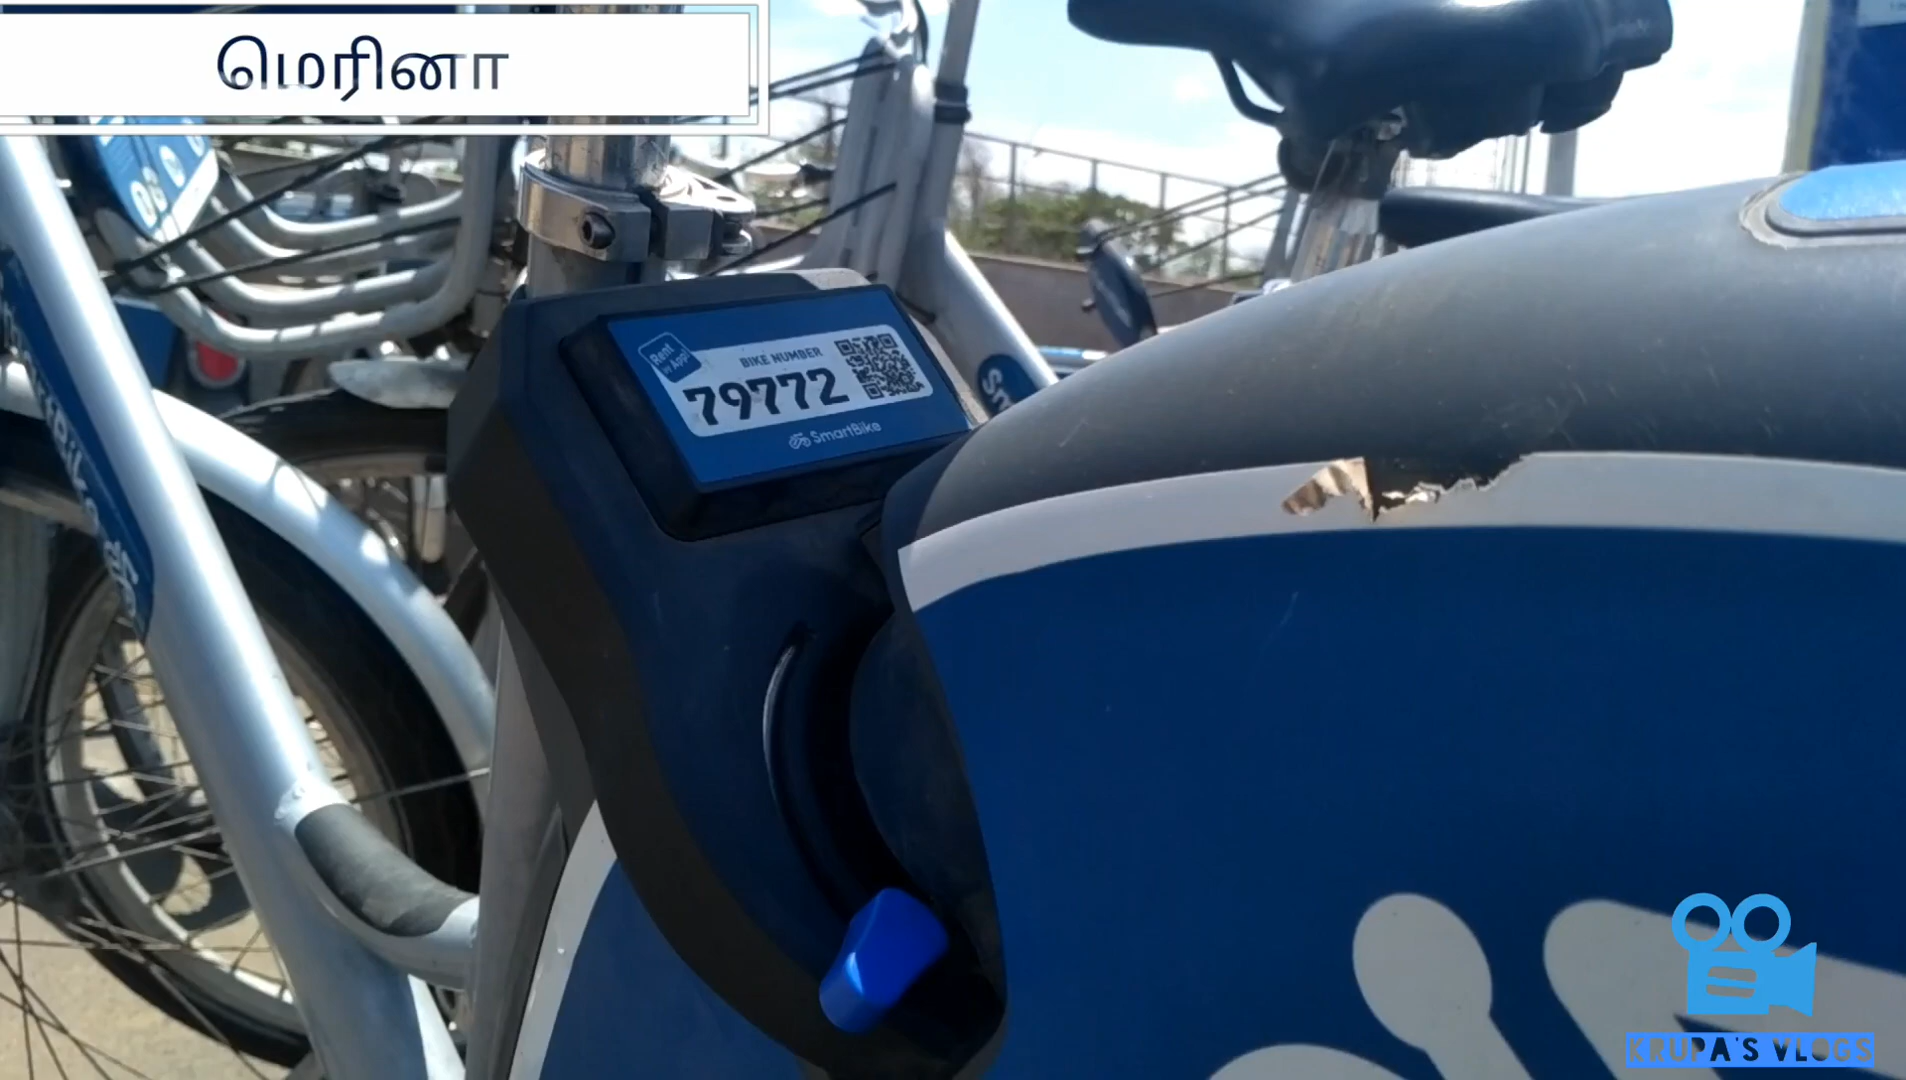 மெரினா
Rent
by App!
BIKE NUMBER
79772
SmartBike
KRUPA'S VLOGS